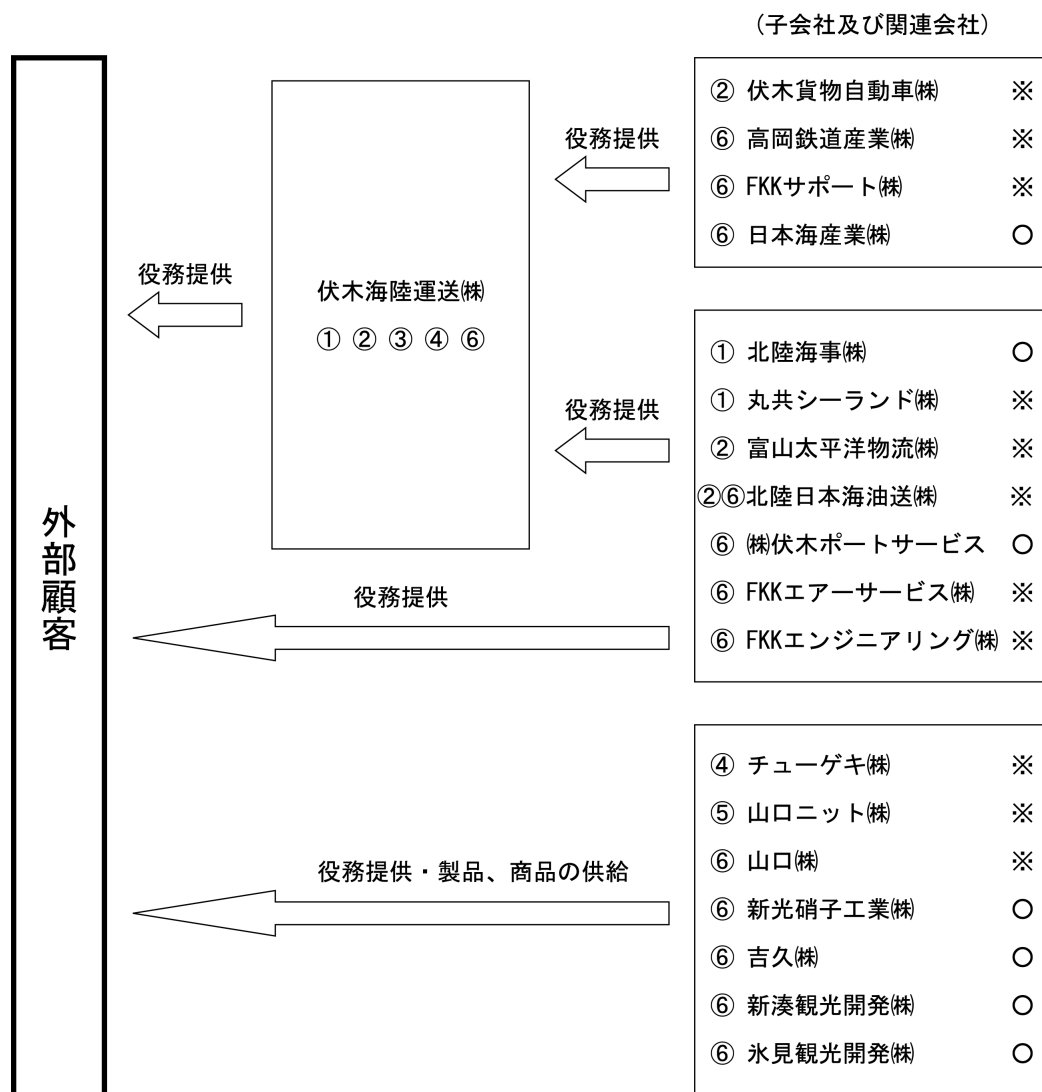 (子会社及び関連会社)
② 伏木貨物自動車㈱ ※
⑥ 高岡鉄道産業㈱ ※
⑥ FKKサポート㈱ ※
⑥ 日本海産業㈱ ○
役務提供
役務提供
伏木海陸運送㈱
① ② ③ ④ ⑥
① 北陸海事㈱ ○
① 丸共シーランド㈱ ※
② 富山太平洋物流㈱ ※
②⑥北陸日本海油送㈱ ※
⑥ ㈱伏木ポートサービス ○
⑥ FKKエアーサービス㈱ ※
⑥ FKKエンジニアリング㈱ ※
役務提供
役務提供
外部顧客
④ チューゲキ㈱ ※
⑤ 山口ニット㈱ ※
⑥ 山口㈱ ※
⑥ 新光硝子工業㈱ ○
⑥ 吉久㈱ ○
⑥ 新湊観光開発㈱ ○
⑥ 氷見観光開発㈱ ○
役務提供・製品、商品の供給